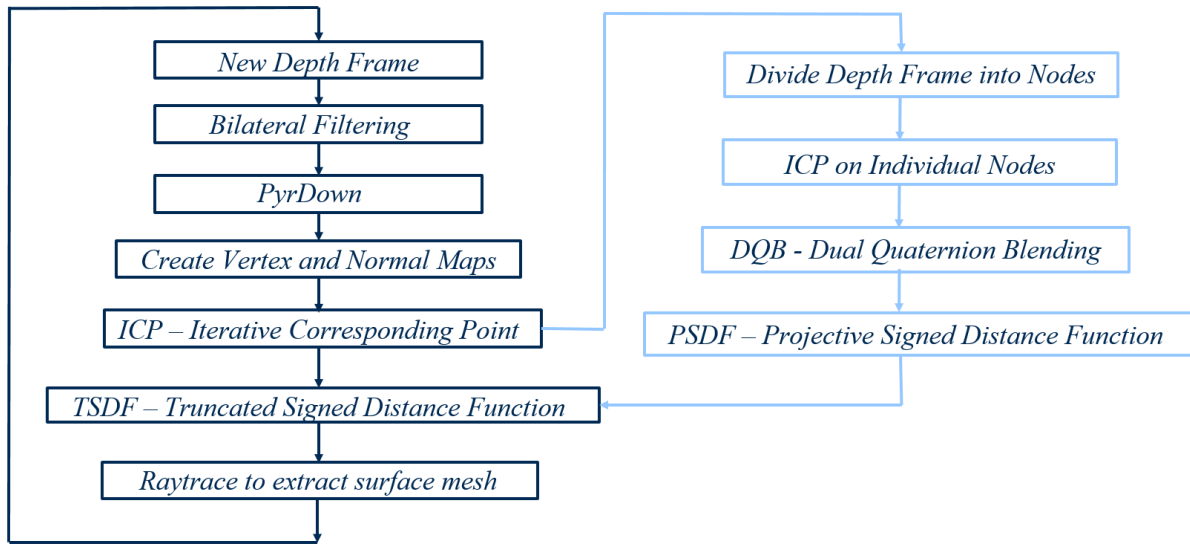 New Depth Frame
Bilateral Filtering
PyrDown
Create Vertex and Normal Maps
ICP – Iterative Corresponding Point
TSDF – Truncated Signed Distance Function
Raytrace to extract surface mesh
Divide Depth Frame into Nodes
ICP on Individual Nodes
DQB - Dual Quaternion Blending
PSDF – Projective Signed Distance Function